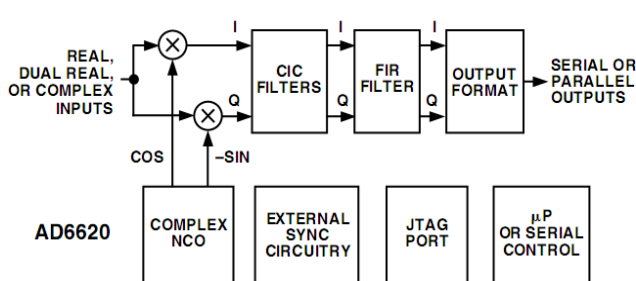 REAL,
DUAL REAL,
OR COMPLEX
INPUTS
I
Q
CIC
FILTERS
I
Q
FIR
FILTER
I
Q
OUTPUT
FORMAT
SERIAL OR
PARALLEL
OUTPUTS
COS
–SIN
AD6620
COMPLEX
NCO
EXTERNAL
SYNC
CIRCUITRY
JTAG
PORT
µP
OR SERIAL
CONTROL